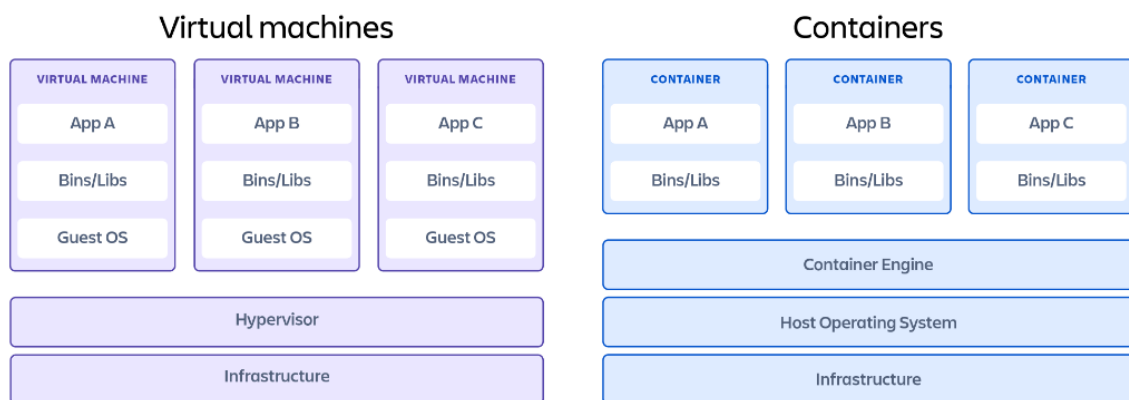 Virtual machines
VIRTUAL MACHINE
App A
Bins/Libs
Guest OS
VIRTUAL MACHINE
App B
Bins/Libs
Guest OS
VIRTUAL MACHINE
App C
Bins/Libs
Guest OS
Hypervisor
Infrastructure
Containers
CONTAINER
App A
Bins/Libs
CONTAINER
App B
Bins/Libs
CONTAINER
App C
Bins/Libs
Container Engine
Host Operating System
Infrastructure